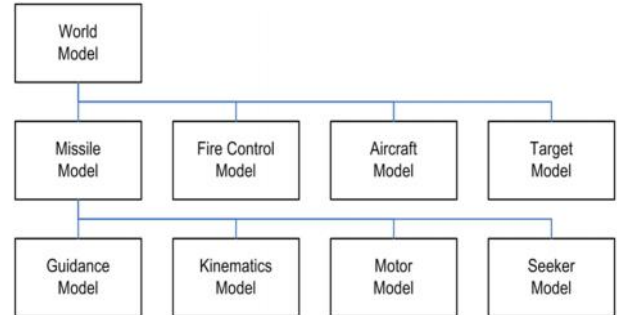 World
Model
Missile
Model
Fire Control
Model
Aircraft
Model
Target
Model
Guidance
Model
Kinematics
Model
Motor
Model
Seeker
Model